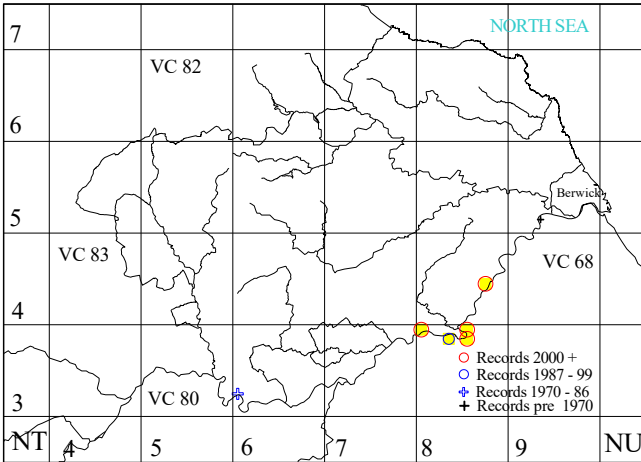 7
NORTH SEA
VC 82
6
Berwick
5
VC 83
VC 68
4
Records 2000 +
Records 1987 - 99
Records 1970 - 86
Records pre 1970
VC 80
3
NT 4 5 6 7 8 9 NU